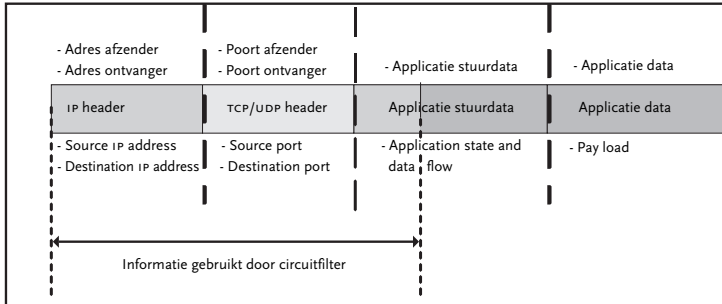 - Adres afzender
- Adres ontvanger
- Poort afzender
- Poort ontvanger
- Applicatie stuurdata
- Applicatie data
IP header
TCP/UDP header
Applicatie stuurdata
Applicatie data
- Source IP address
- Destination IP address
- Source port
- Destination port
- Application state and
data flow
- Pay load
Informatie gebruikt door circuitfilter